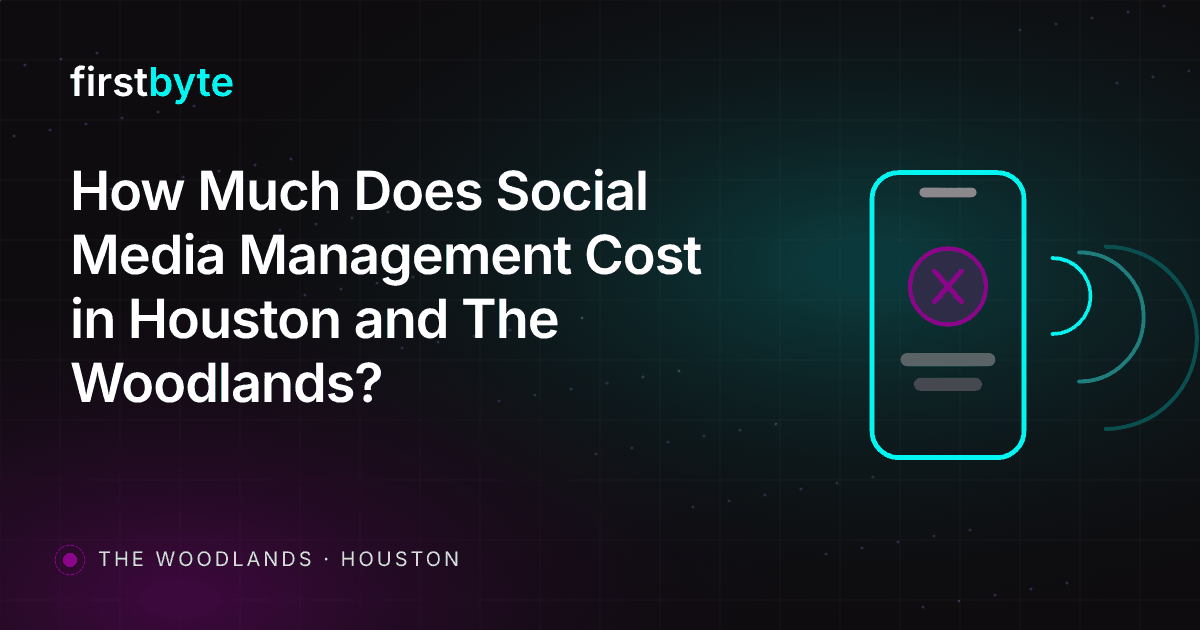 firstbyte
How Much Does Social
Media Management Cost
in Houston and The
Woodlands?
THE WOODLANDS · HOUSTON